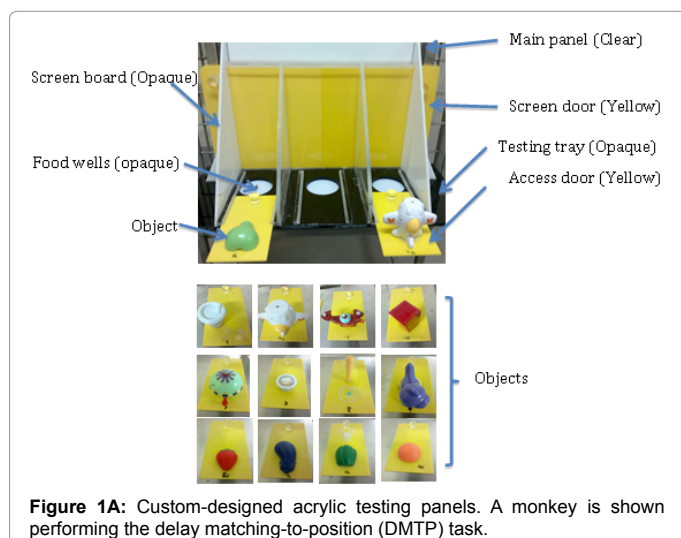 Main panel (Clear)
Screen board (Opaque)
Screen door (Yellow)
Testing tray (Opaque)
Food wells (opaque)
Access door (Yellow)
Object
Objects
Figure 1A: Custom-designed acrylic testing panels. A monkey is shown
performing the delay matching-to-position (DMTP) task.